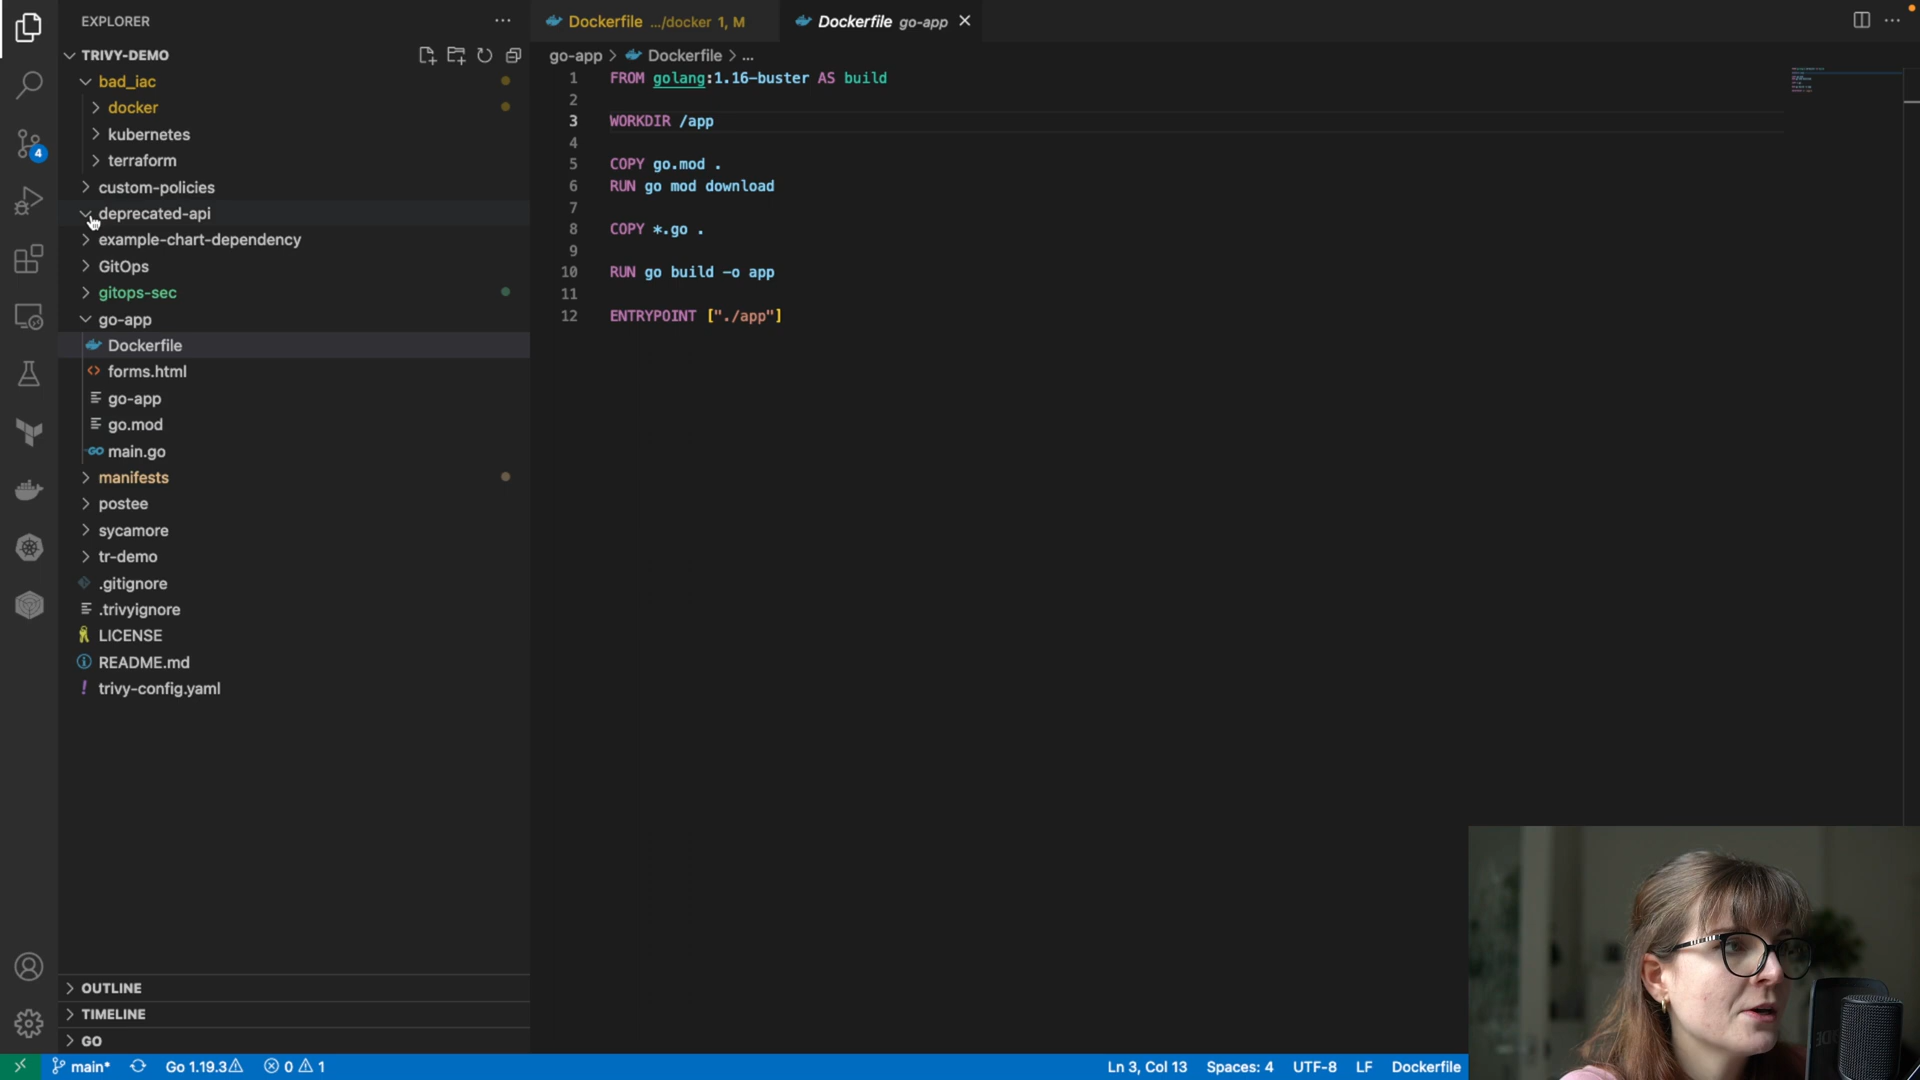 EXPLORER
TRIVY-DEMO
bad_iac
docker
kubernetes
terraform
custom-policies
deprecated-api
example-chart-dependency
GitOps
gitops-sec
go-app
Dockerfile
forms.html
go-app
go.mod
main.go
manifests
postee
sycamore
tr-demo
.gitignore
.trivyignore
LICENSE
README.md
trivy-config.yaml
OUTLINE
TIMELINE
GO
4
Dockerfile .../docker 1, M
Dockerfile go-app
go-app > Dockerfile > ...
1 FROM golang:1.16-buster AS build
2
3 WORKDIR /app
4
5 COPY go.mod .
6 RUN go mod download
7
8 COPY *.go .
9
10 RUN go build -o app
11
12 ENTRYPOINT ["./app"]
main* Go 1.19.3 0 1 Ln 3, Col 13 Spaces: 4 UTF-8 LF Dockerfile